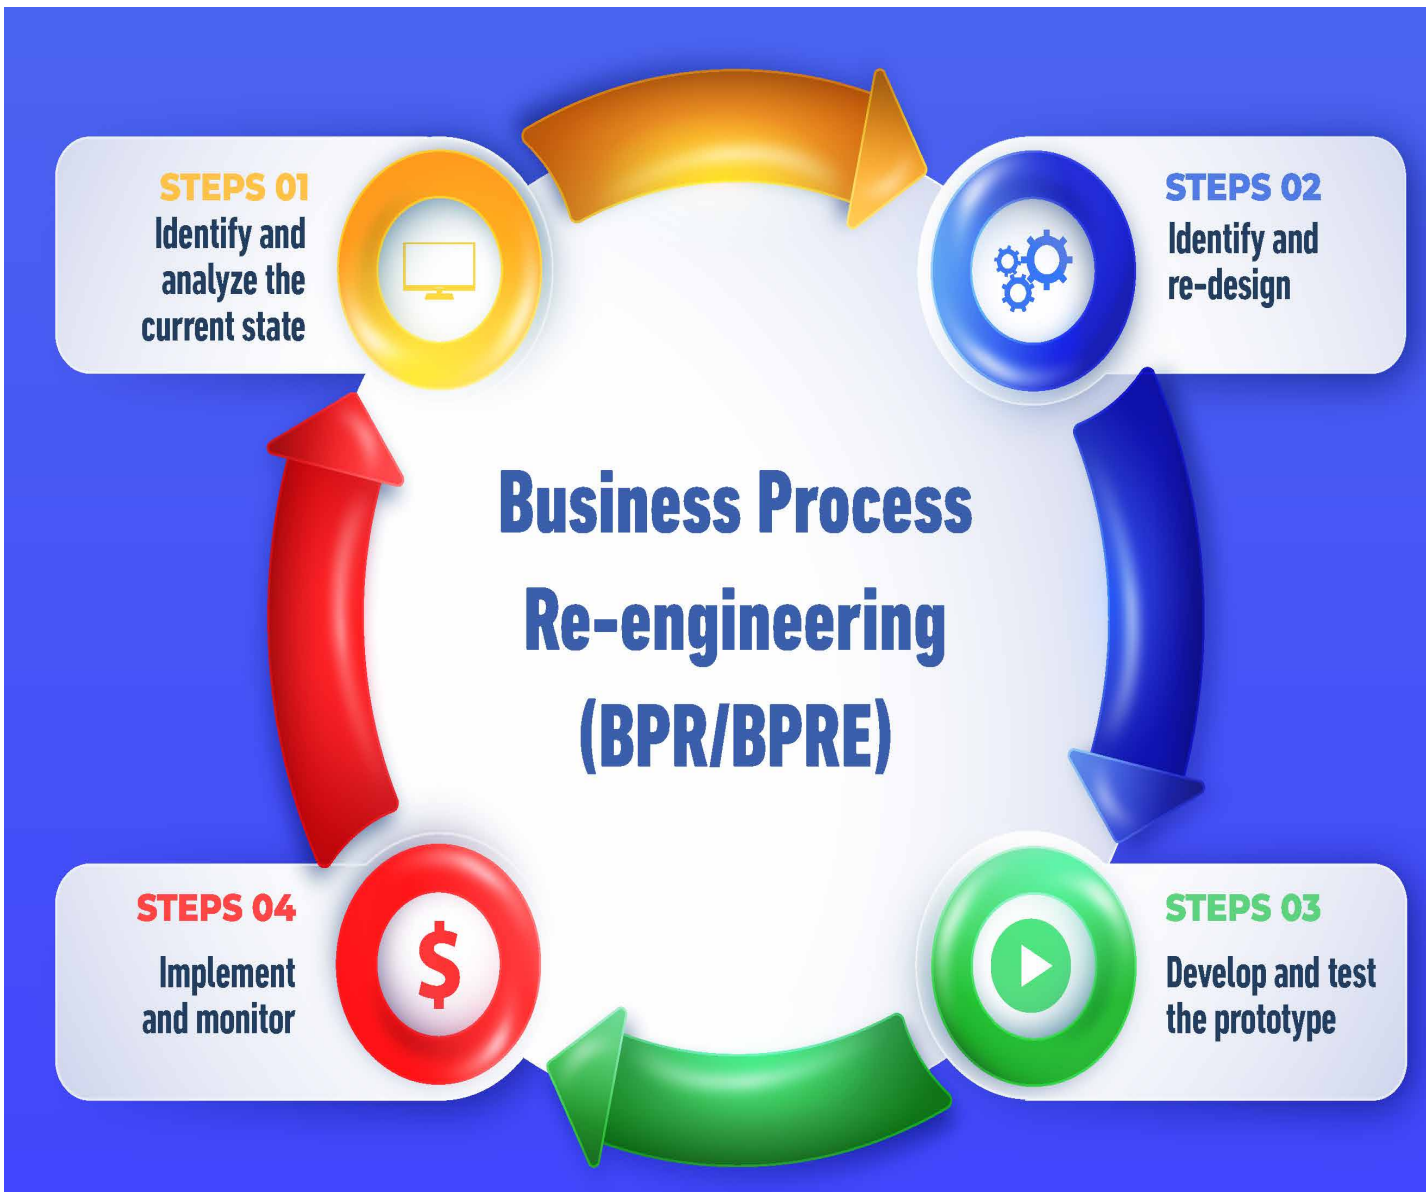 STEPS 01
Identify and
analyze the
current state
STEPS 02
Identify and
re-design
Business Process
Re-engineering
(BPR/BPRE)
STEPS 03
Develop and test
the prototype
STEPS 04
Implement
and monitor
$